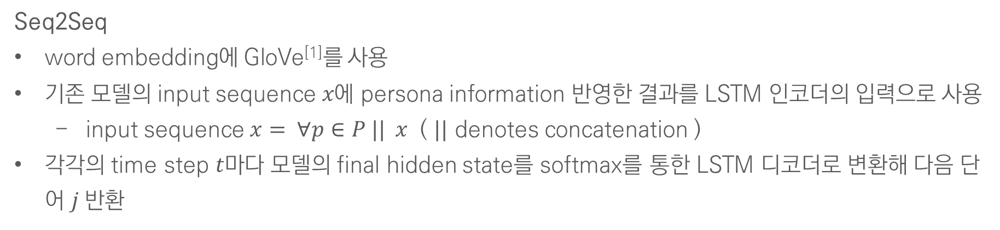 Seq2Seq
• word embedding에 GloVe[1]를 사용
• 기존 모델의 input sequence x에 persona information 반영한 결과를 LSTM 인코더의 입력으로 사용
– input sequence x = ∀p ∈ P || x ( || denotes concatenation )
• 각각의 time step t마다 모델의 final hidden state를 softmax를 통한 LSTM 디코더로 변환해 다음 단
어 j 반환